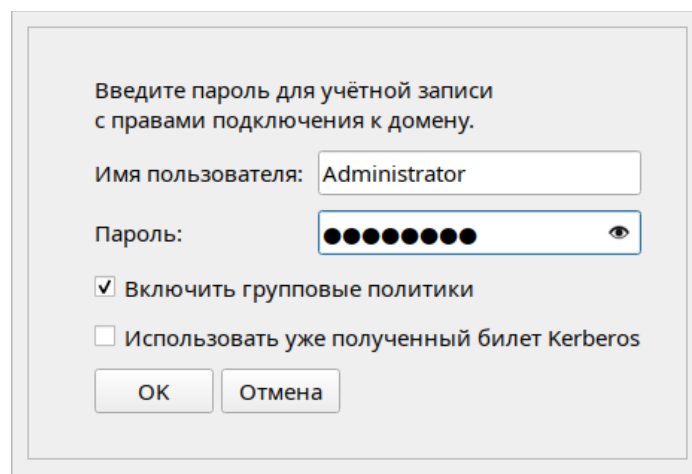 Введите пароль для учётной записи
с правами подключения к домену.
Имя пользователя: Administrator
Пароль: ●●●●●●●●
Включить групповые политики
Использовать уже полученный билет Kerberos
OK Отмена